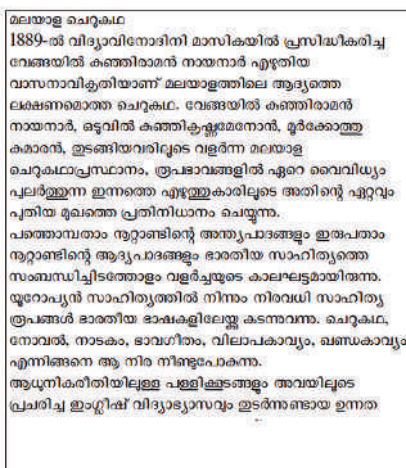 മലയാള ചെറുകഥ
1889-ൽ വിദ്യാവിനോദിനി മാസികയിൽ പ്രസിദ്ധീകരിച്ച
വേങ്ങയിൽ കുഞ്ഞിരാമൻ നായനാർ എഴുതിയ
വാസനാവികൃതിയാണ് മലയാളത്തിലെ ആദ്യത്തെ
ലക്ഷണമൊത്ത ചെറുകഥ. വേങ്ങയിൽ കുഞ്ഞിരാമൻ
നായനാർ, ഒടുവിൽ കുഞ്ഞികൃഷ്ണമേനോൻ, മൂർക്കോത്തു
കുമാരൻ, തുടങ്ങിയവരിലൂടെ വളർന്ന മലയാള
ചെറുകഥാപ്രസ്ഥാനം, രൂപഭാവങ്ങളിൽ ഏറെ വൈവിധ്യം
പുലർത്തുന്ന ഇന്നത്തെ എഴുത്തുകാരിലൂടെ അതിന്റെ ഏറ്റവും
പുതിയ മുഖത്തെ പ്രതിനിധാനം ചെയ്യുന്നു.
പത്തൊമ്പതാം നൂറ്റാണ്ടിന്റെ അന്ത്യപാദങ്ങളും ഇരുപതാം
നൂറ്റാണ്ടിന്റെ ആദ്യപാദങ്ങളും ഭാരതീയ സാഹിത്യത്തെ
സംബന്ധിച്ചിടത്തോളം വളർച്ചയുടെ കാലഘട്ടമായിരുന്നു.
യൂറോപ്യൻ സാഹിത്യത്തിൽ നിന്നും നിരവധി സാഹിത്യ
രൂപങ്ങൾ ഭാരതീയ ഭാഷകളിലേയ്ക്കു കടന്നുവന്നു. ചെറുകഥ,
നോവൽ, നാടകം, ഭാവഗീതം, വിലാപകാവ്യം, ഖണ്ഡകാവ്യം
എന്നിങ്ങനെ ആ നിര നീണ്ടുപോകുന്നു.
ആധുനികരീതിയിലുള്ള പള്ളിക്കൂടങ്ങളും അവയിലൂടെ
പ്രചരിച്ച ഇംഗ്ലീഷ് വിദ്യാഭ്യാസവും തുടർന്നുണ്ടായ ഉന്നത